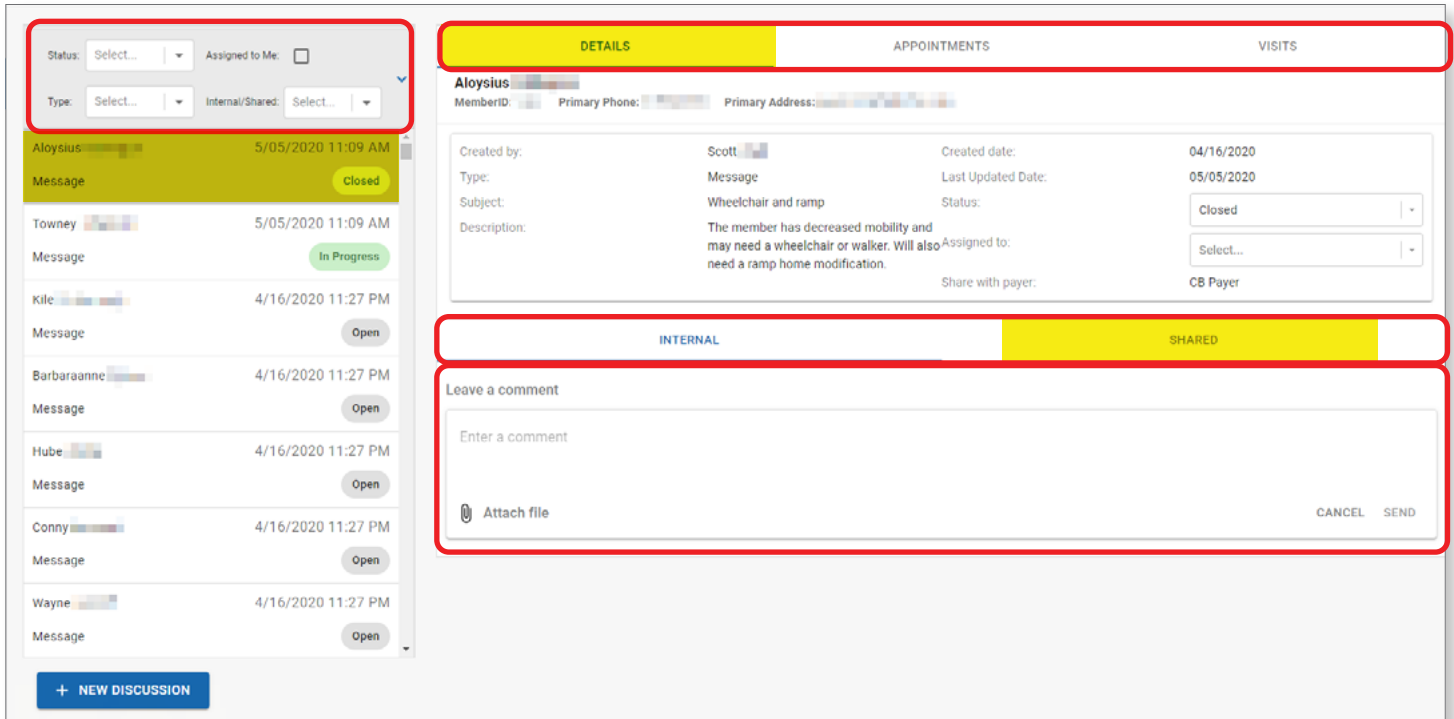 Status: Select... Assigned to Me:
Type: Select... Internal/Shared: Select...
Aloysius 5/05/2020 11:09 AM
Message Closed
Towney 5/05/2020 11:09 AM
Message In Progress
Kile 4/16/2020 11:27 PM
Message Open
Barbaraanne 4/16/2020 11:27 PM
Message Open
Hube 4/16/2020 11:27 PM
Message Open
Conny 4/16/2020 11:27 PM
Message Open
Wayne 4/16/2020 11:27 PM
Message Open
+ NEW DISCUSSION
DETAILS APPOINTMENTS VISITS
Aloysius
MemberID: Primary Phone: Primary Address:
Created by: Scott Created date: 04/16/2020
Type: Message Last Updated Date: 05/05/2020
Subject: Wheelchair and ramp Status: Closed
Description: The member has decreased mobility and
may need a wheelchair or walker. Will also
need a ramp home modification.
Assigned to: Select...
Share with payer: CB Payer
INTERNAL SHARED
Leave a comment
Enter a comment
Attach file CANCEL SEND